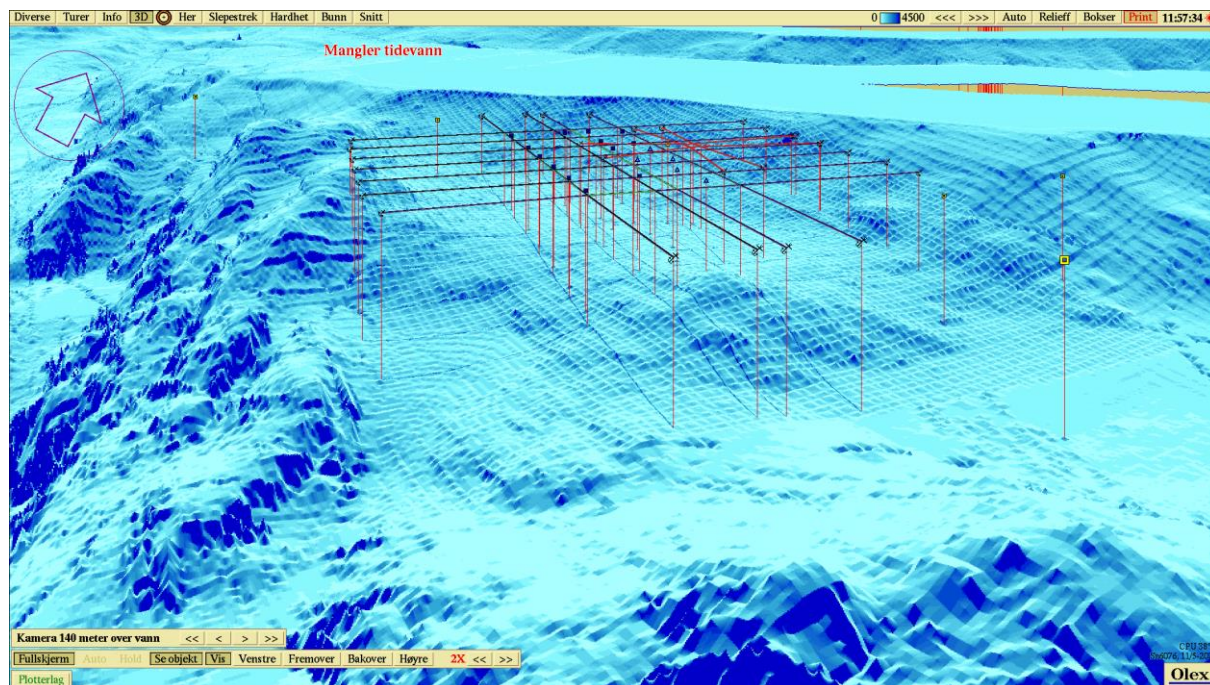 Diverse Turer Info 3D Her Slepestrek Hardhet Bunn Snitt 0 4500 <<< >>> Auto Relieff Bokser Print 11:57:34
Mangler tidevann
Kamera 140 meter over vann << < > >>
Fullskjerm Auto Hold Se objekt Vis Venstre Fremover Bakover Høyre 2X << >>
CPU 38°
Plotterlag
Olex